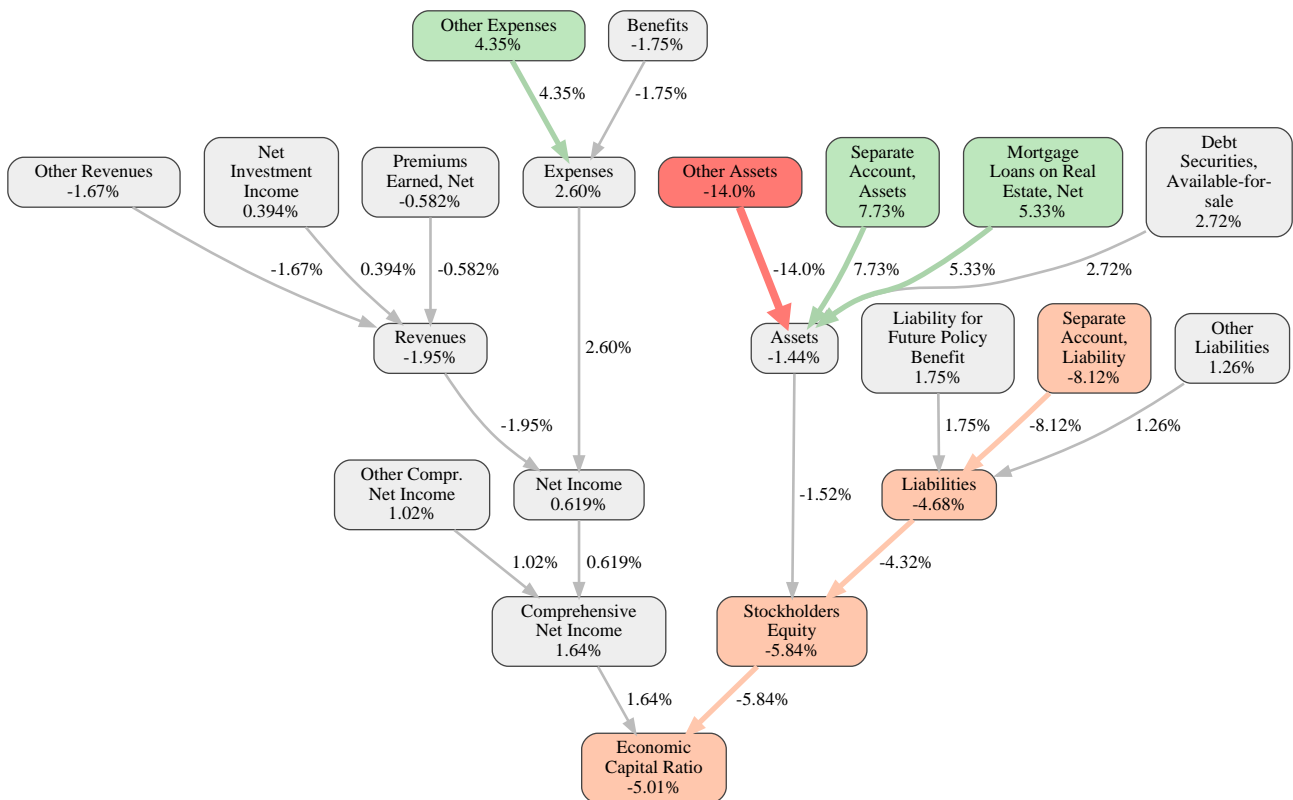 Other Expenses
4.35%
Benefits
-1.75%
4.35%
-1.75%
Other Revenues
-1.67%
Net
Investment
Income
0.394%
Premiums
Earned, Net
-0.582%
Expenses
2.60%
Other Assets
-14.0%
Separate
Account,
Assets
7.73%
Mortgage
Loans on Real
Estate, Net
5.33%
Debt
Securities,
Available-for-
sale
2.72%
-1.67%
0.394%
-0.582%
-14.0%
7.73%
5.33%
2.72%
Revenues
-1.95%
2.60%
Assets
-1.44%
Liability for
Future Policy
Benefit
1.75%
Separate
Account,
Liability
-8.12%
Other
Liabilities
1.26%
-1.95%
1.75%
-8.12%
1.26%
Other Compr.
Net Income
1.02%
Net Income
0.619%
-1.52%
Liabilities
-4.68%
1.02%
0.619%
-4.32%
Comprehensive
Net Income
1.64%
Stockholders
Equity
-5.84%
1.64%
-5.84%
Economic
Capital Ratio
-5.01%